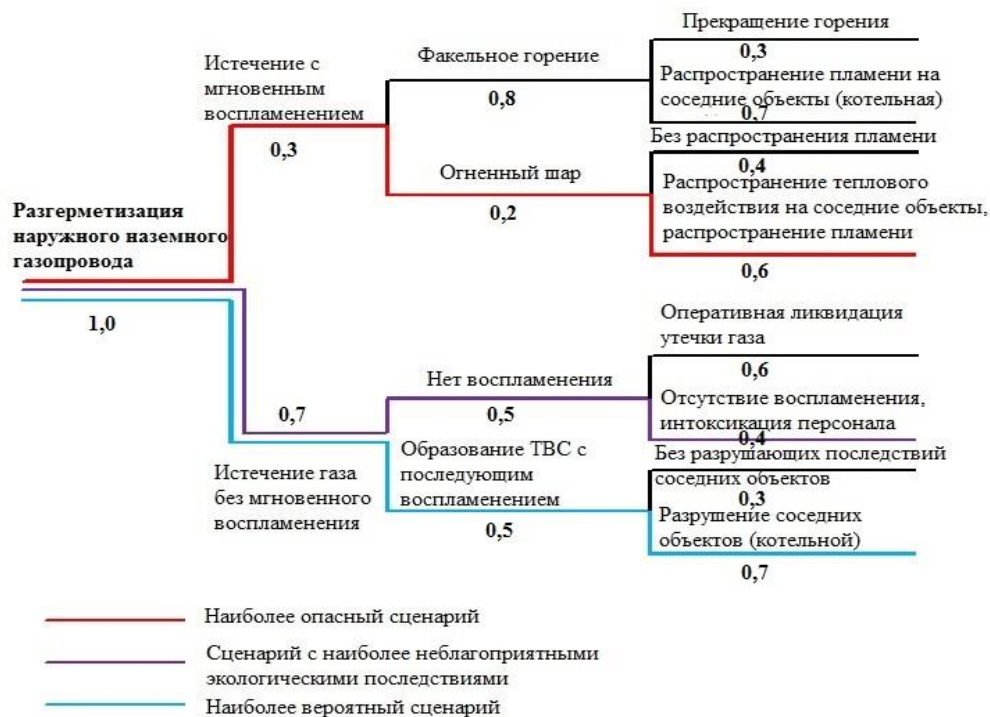 Прекращение горения
0,3
Истечение с
мгновенным
воспламенением
0,3
Факельное горение
0,8
Распространение пламени на
соседние объекты (котельная)
0,7
Без распространения пламени
0,4
Огненный шар
0,2
Распространение теплового
воздействия на соседние объекты,
распространение пламени
0,6
Разгерметизация
наружного наземного
газопровода
1,0
Оперативная ликвидация
утечки газа
0,6
Нет воспламенения
0,5
Отсутствие воспламенения,
интоксикация персонала
0,4
0,7
Истечение газа
без мгновенного
воспламенения
Образование ТВС с
последующим
воспламенением
0,5
Без разрушающих последствий
соседних объектов
0,3
Разрушение соседних
объектов (котельной)
0,7
Наиболее опасный сценарий
Сценарий с наиболее неблагоприятными
экологическими последствиями
Наиболее вероятный сценарий